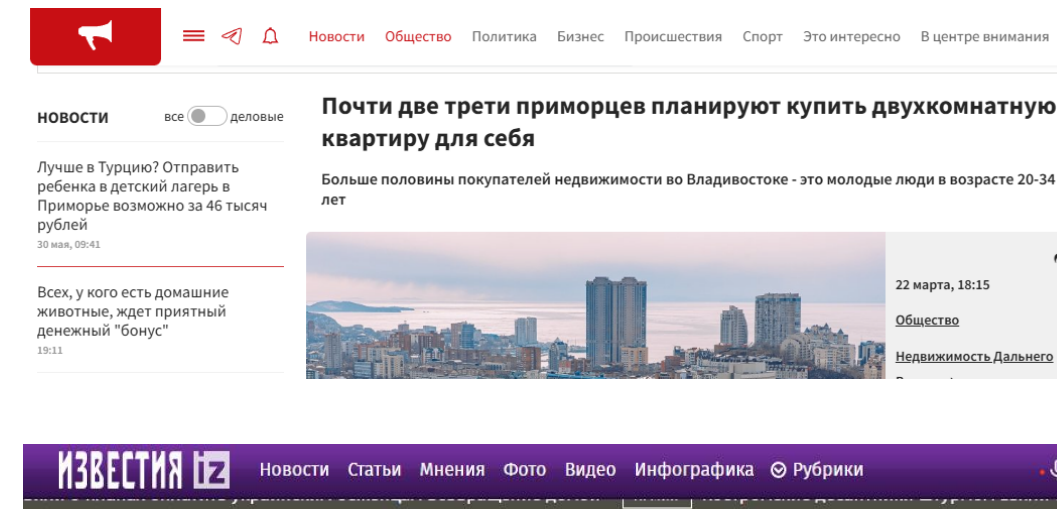 Новости Общество Политика Бизнес Происшествия Спорт Это интересно В центре внимания
НОВОСТИ все деловые
Лучше в Турцию? Отправить
ребенка в детский лагерь в
Приморье возможно за 46 тысяч
рублей
30 мая, 09:41
Всех, у кого есть домашние
животные, ждет приятный
денежный "бонус"
19:11
Почти две трети приморцев планируют купить двухкомнатную
квартиру для себя
Больше половины покупателей недвижимости во Владивостоке - это молодые люди в возрасте 20-34
лет
22 марта, 18:15
Общество
Недвижимость Дальнего
ИЗВЕСТИЯ iz Новости Статьи Мнения Фото Видео Инфографика Рубрики